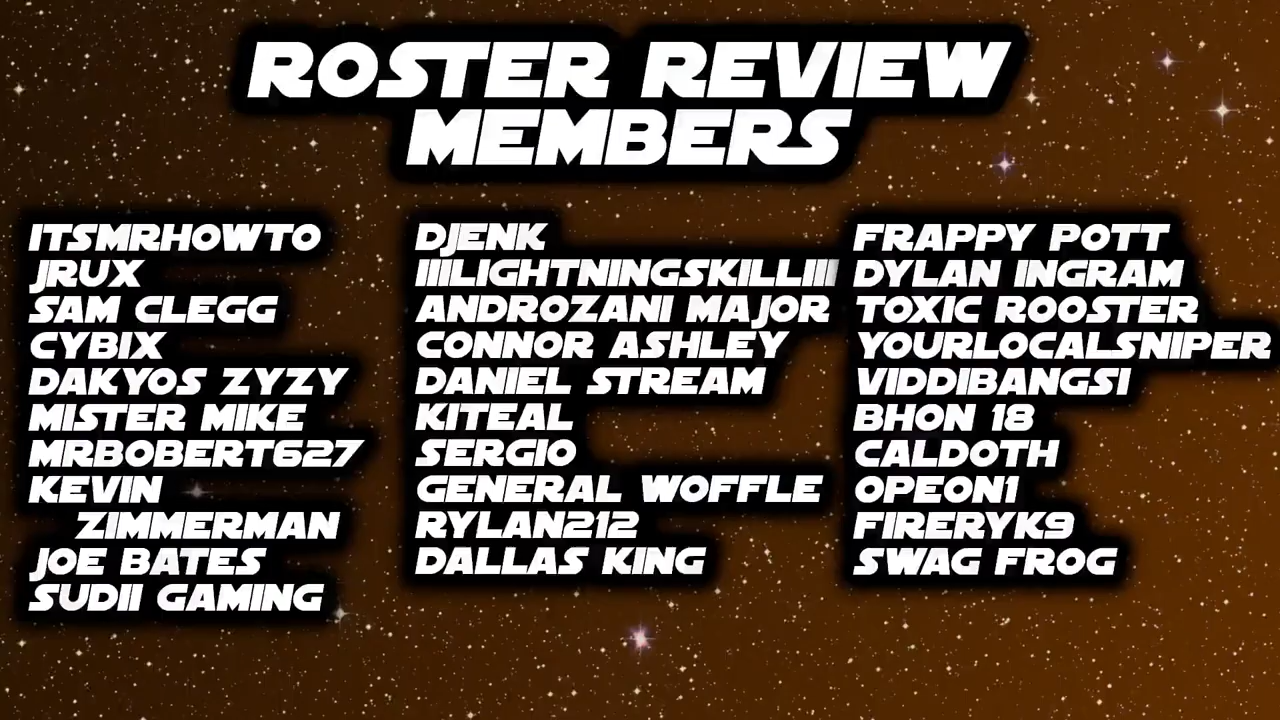 ROSTER REVIEW
MEMBERS
ITSMRHOWTO
JRUX
SAM CLEGG
CYBIX
DAKYOS ZYZY
MISTER MIKE
MRBOBERT627
KEVIN
ZIMMERMAN
JOE BATES
SUDII GAMING
DJENK
IIILIGHTNINGSKILLIII
ANDROZANI MAJOR
CONNOR ASHLEY
DANIEL STREAM
KITEAL
SERGIO
GENERAL WOFFLE
RYLAN212
DALLAS KING
FRAPPY POTT
DYLAN INGRAM
TOXIC ROOSTER
YOURLOCALSNIPER
VIDDIBANGSI
BHON 18
CALDOTH
OPEON1
FIRERYK9
SWAG FROG